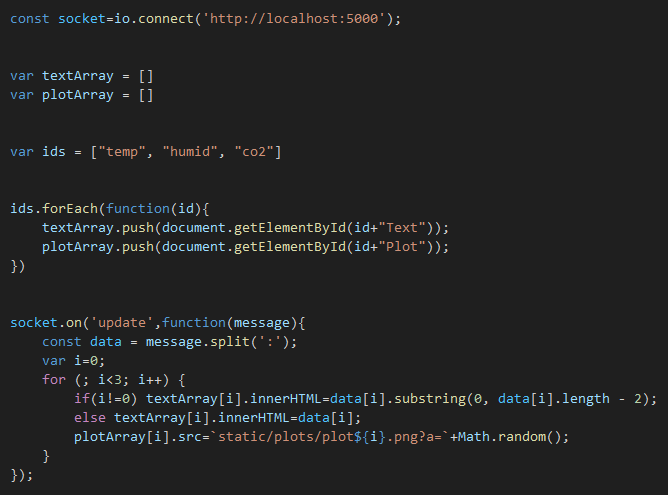 const socket=io.connect('http://localhost:5000');
var textArray = []
var plotArray = []
var ids = ["temp", "humid", "co2"]
ids.forEach(function(id){
    textArray.push(document.getElementById(id+"Text"));
    plotArray.push(document.getElementById(id+"Plot"));
})
socket.on('update',function(message){
    const data = message.split(':');
    var i=0;
    for (; i<3; i++) {
        if(i!=0) textArray[i].innerHTML=data[i].substring(0, data[i].length - 2);
        else textArray[i].innerHTML=data[i];
        plotArray[i].src=`static/plots/plot${i}.png?a=`+Math.random();
    }
});